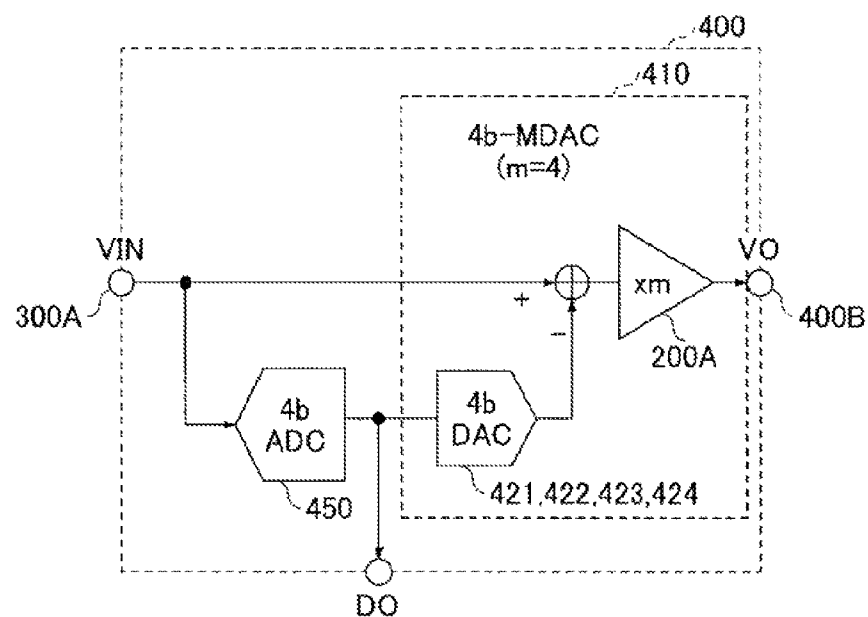 400
410
4b-MDAC
(m=4)
VIN
VO
300A
+
xm
400B
-
200A
4b
ADC
4b
DAC
450
421,422,423,424
DO